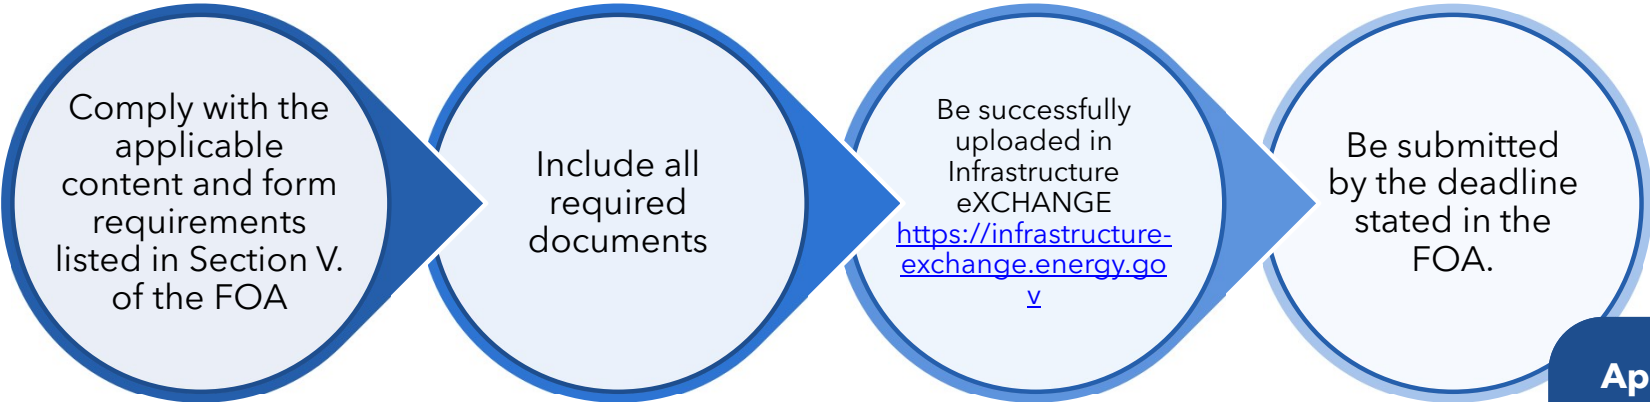 Comply with the
applicable
content and form
requirements
listed in Section V.
of the FOA
Include all
required
documents
Be successfully
uploaded in
Infrastructure
eXCHANGE
https://infrastructure-
exchange.energy.go
v
Be submitted
by the deadline
stated in the
FOA.
Ap